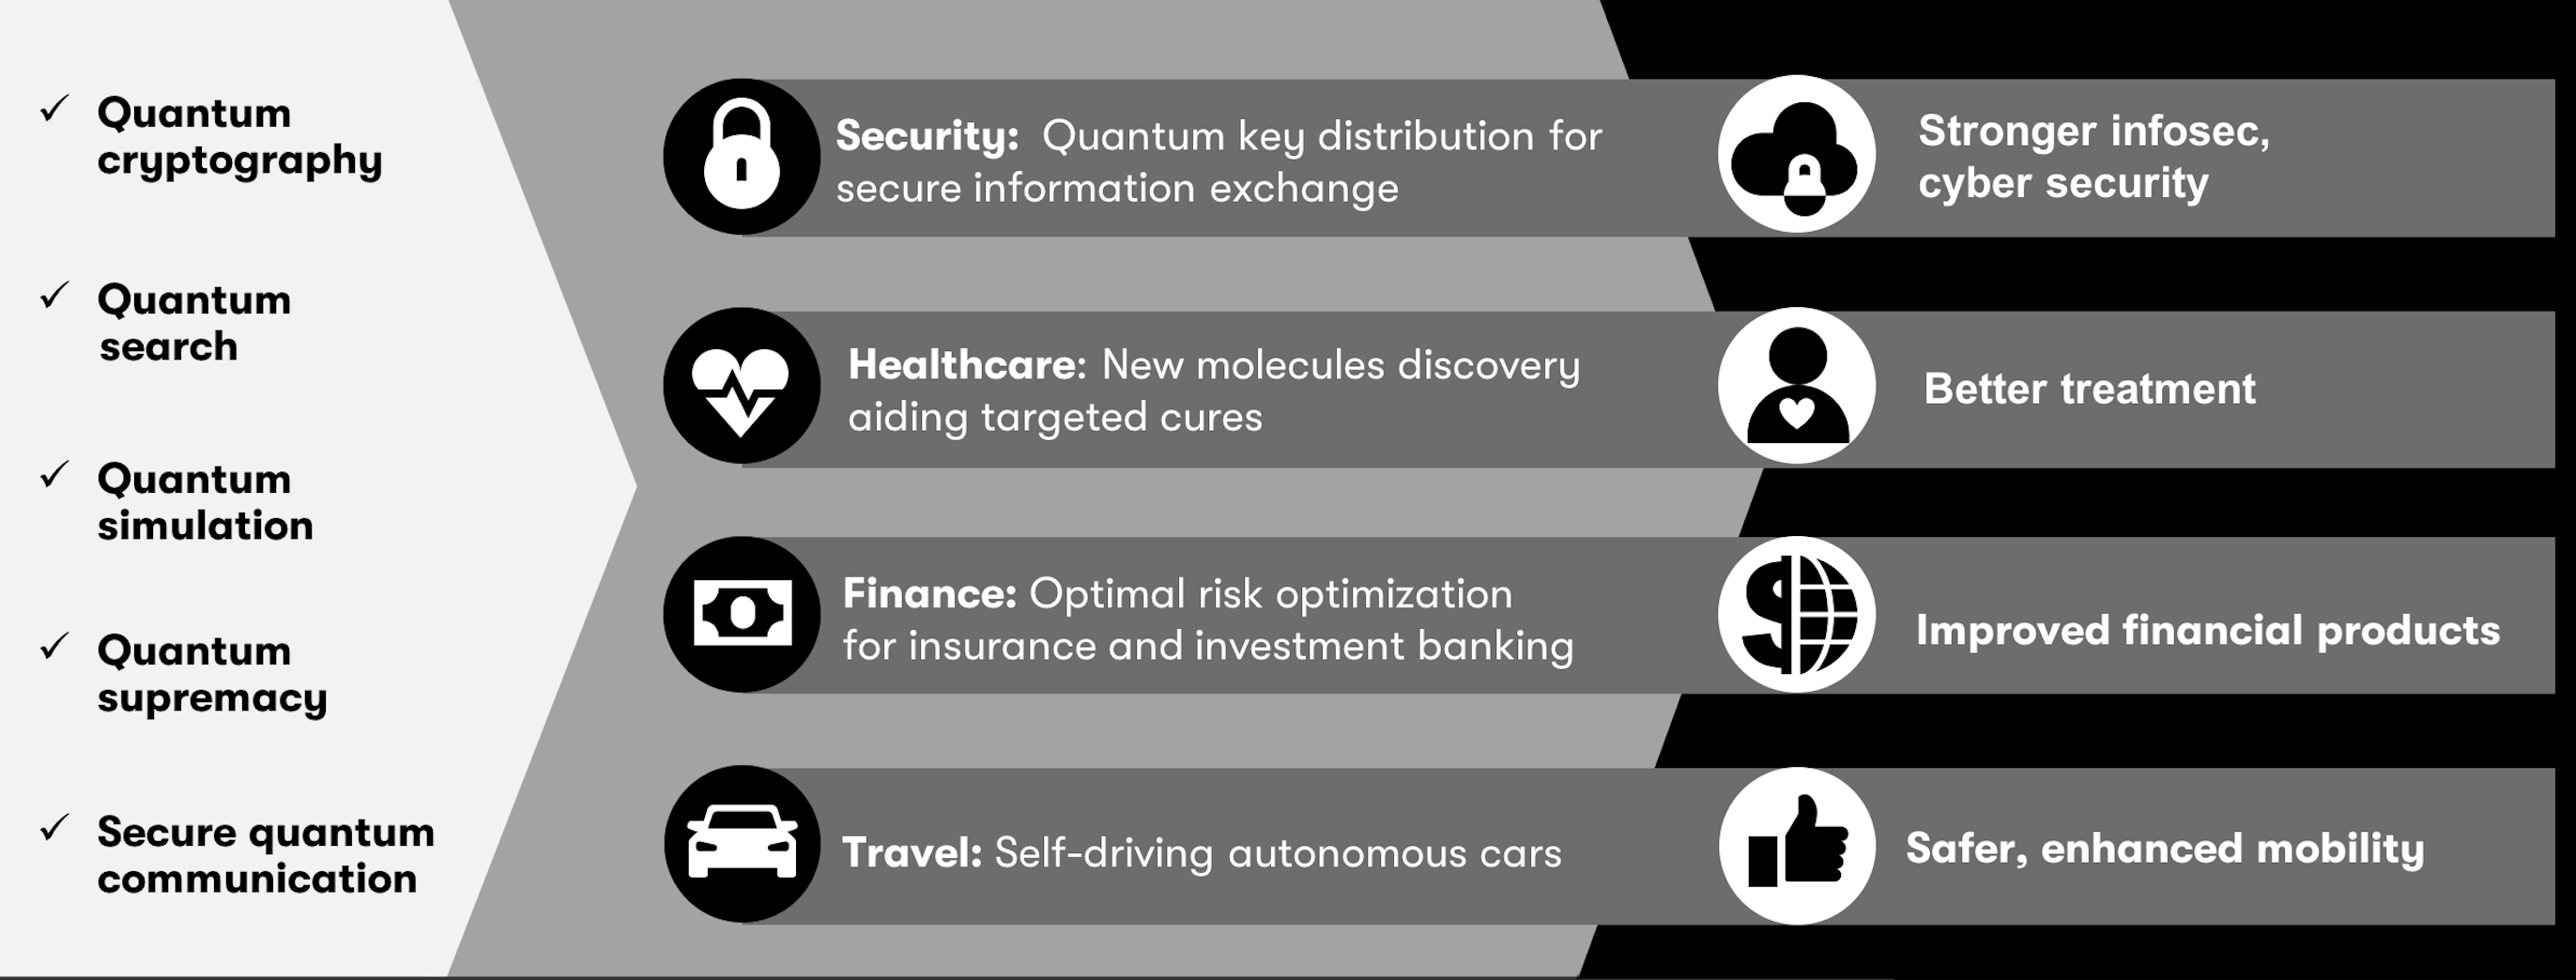 Quantum
cryptography
Quantum
search
Quantum
simulation
Quantum
supremacy
Secure quantum
communication
Security: Quantum key distribution for
secure information exchange
Stronger infosec,
cyber security
Healthcare: New molecules discovery
aiding targeted cures
Better treatment
Finance: Optimal risk optimization
for insurance and investment banking
Improved financial products
Travel: Self-driving autonomous cars
Safer, enhanced mobility